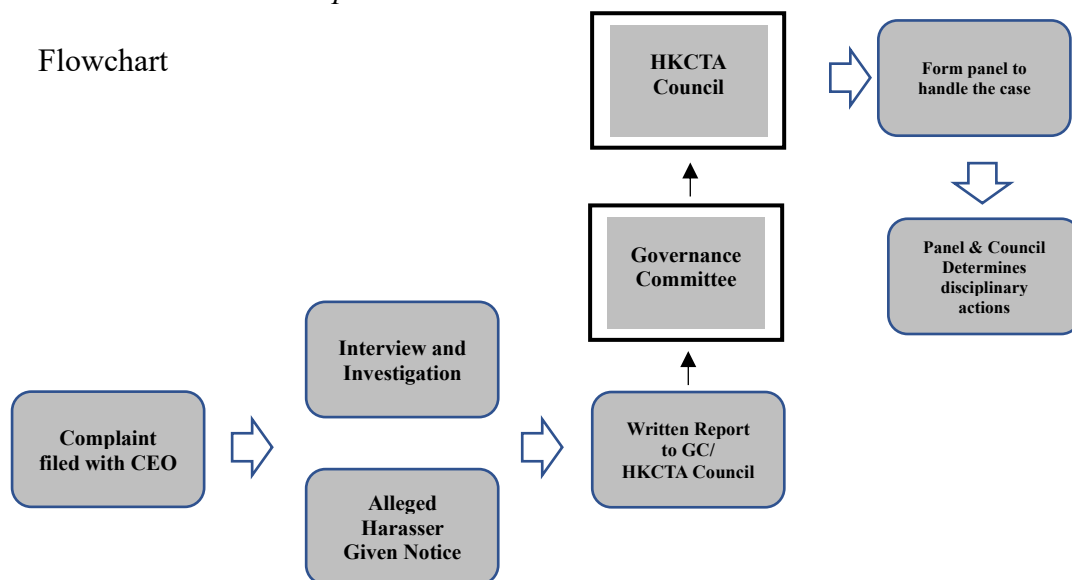 Flowchart
HKCTA
Council
Form panel to
handle the case
Governance
Committee
Panel & Council
Determines
disciplinary
actions
Interview and
Investigation
Complaint
filed with CEO
Written Report
to GC/
HKCTA Council
Alleged
Harasser
Given Notice